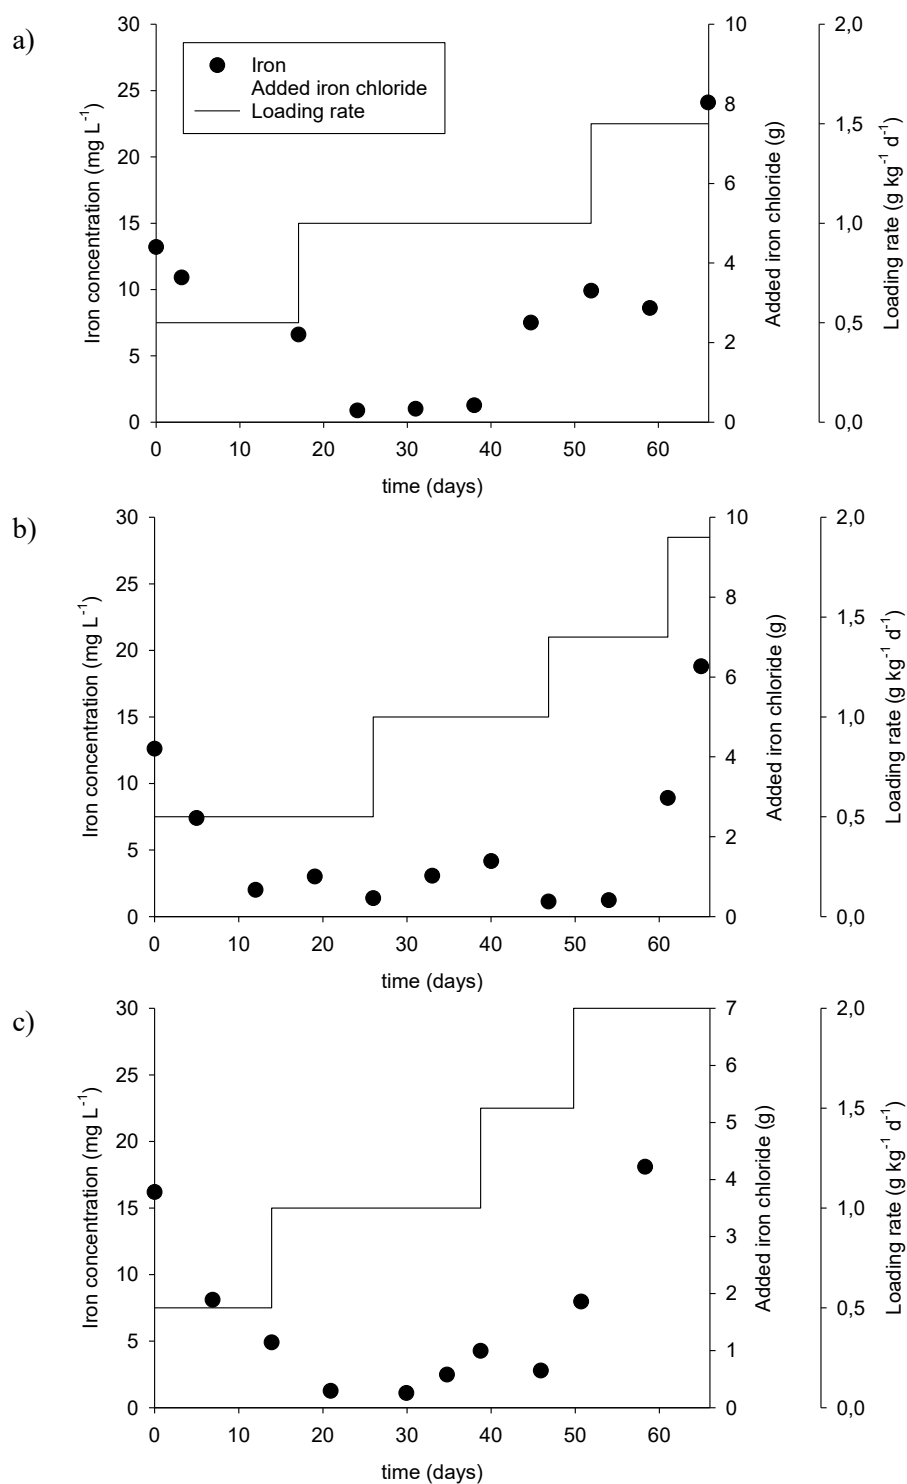 a)
Iron
Added iron chloride
Loading rate
Iron concentration (mg L-1)
30
25
20
15
10
5
0
0 10 20 30 40 50 60
time (days)
10
8
6
4
2
0
Added iron chloride (g)
2,0
1,5
1,0
0,5
0,0
Loading rate (g kg-1 d-1)
b)
Iron concentration (mg L-1)
30
25
20
15
10
5
0
0 10 20 30 40 50 60
time (days)
10
8
6
4
2
0
Added iron chloride (g)
2,0
1,5
1,0
0,5
0,0
Loading rate (g kg-1 d-1)
c)
Iron concentration (mg L-1)
30
25
20
15
10
5
0
0 10 20 30 40 50 60
time (days)
7
6
5
4
3
2
1
0
Added iron chloride (g)
2,0
1,5
1,0
0,5
0,0
Loading rate (g kg-1 d-1)